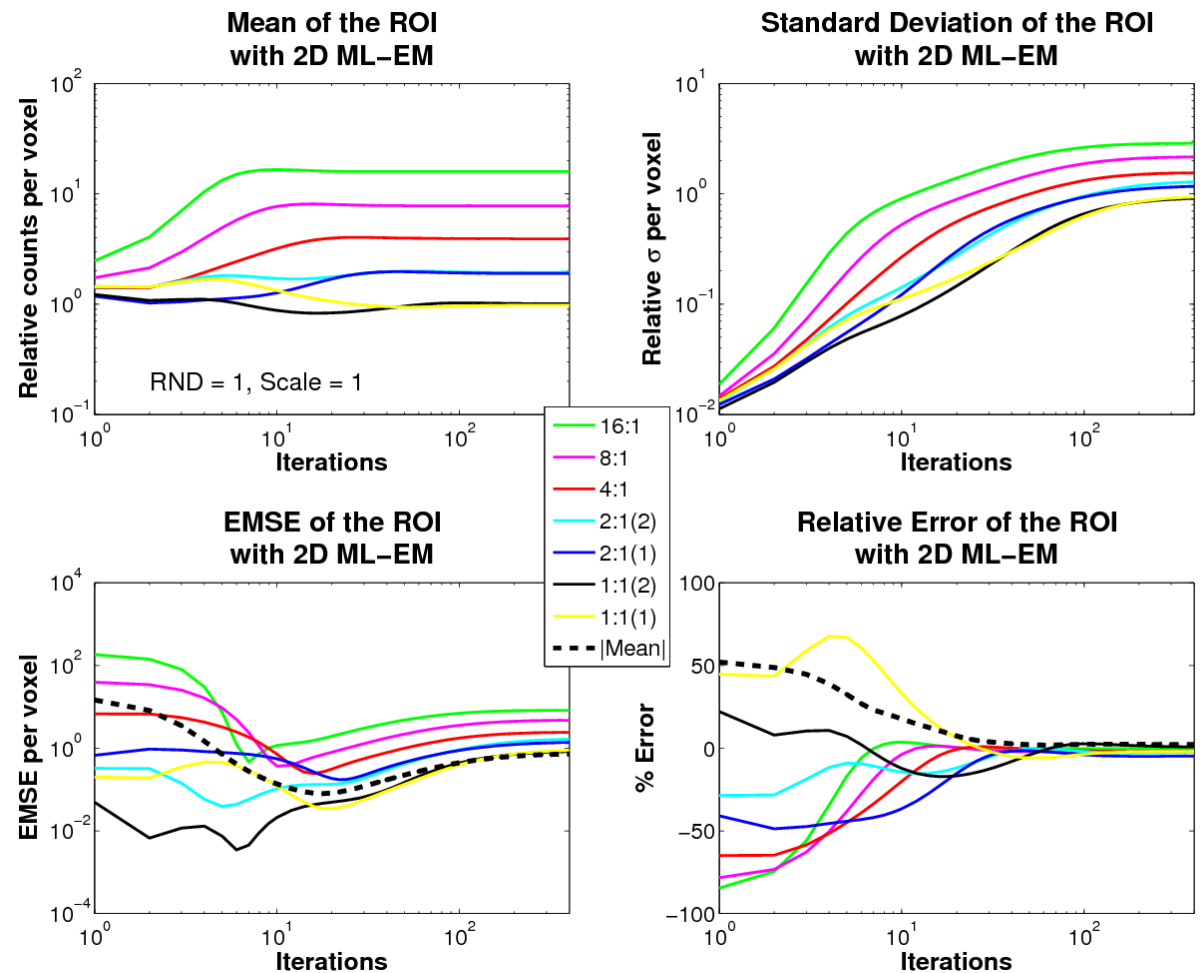 Mean of the ROI
with 2D ML−EM
Relative counts per voxel
10^2
10^1
10^0
10^−1
RND = 1, Scale = 1
10^0
10^1
10^2
Iterations
Standard Deviation of the ROI
with 2D ML−EM
Relative σ per voxel
10^1
10^0
10^−1
10^−2
10^0
10^1
10^2
Iterations
16:1
8:1
4:1
2:1(2)
2:1(1)
1:1(2)
1:1(1)
|Mean|
EMSE of the ROI
with 2D ML−EM
EMSE per voxel
10^4
10^2
10^0
10^−2
10^−4
10^0
10^1
10^2
Iterations
Relative Error of the ROI
with 2D ML−EM
% Error
100
50
0
−50
−100
10^0
10^1
10^2
Iterations